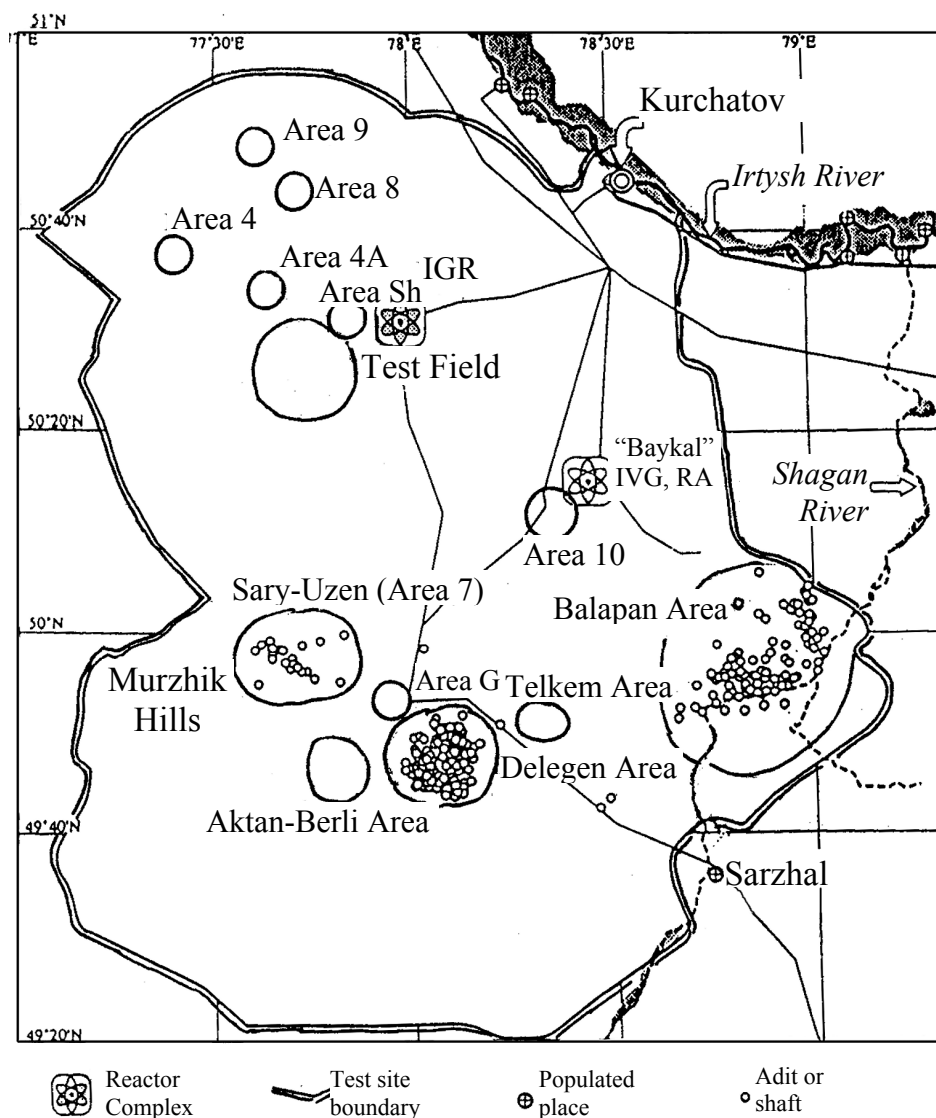 51°N
77°E
77°30'E
78°E
78°30'E
79°E
Kurchatov
Area 9
Area 8
Irtysh River
Area 4
50°40'N
Area 4A
IGR
Area Sh
Test Field
50°20'N
“Baykal”
IVG, RA
Shagan
River
Area 10
Sary-Uzen (Area 7)
Balapan Area
50°N
Murzhik
Hills
Area G
Telkem Area
Delegen Area
Aktan-Berli Area
49°40'N
Sarzhal
49°20'N
Reactor
Complex
Test site
boundary
Populated
place
Adit or
shaft